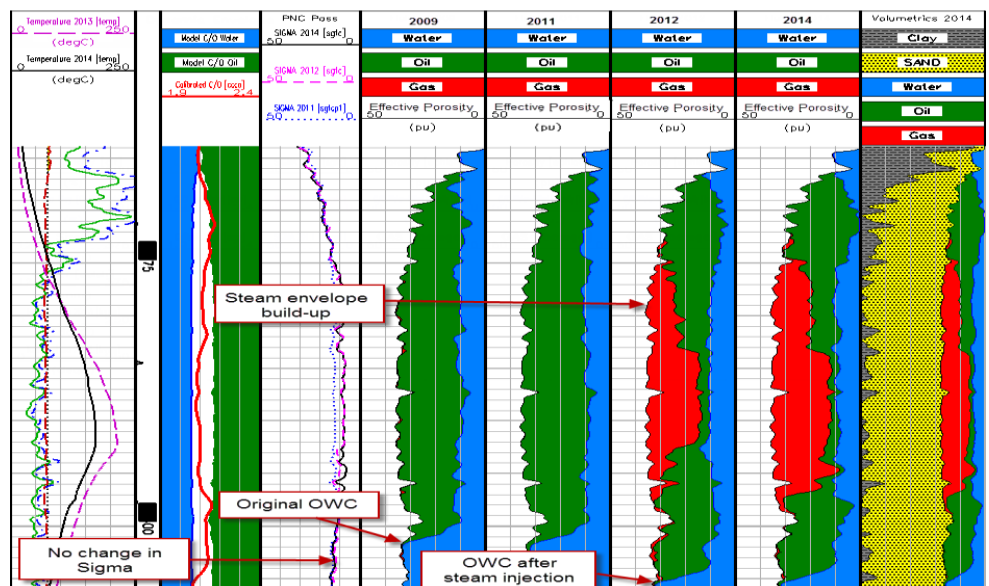 Temperature 2013 [temp]
0 250
(degC)
Temperature 2014 [temp]
0 250
(degC)
Model C/O Water
Model C/O Oil
Calibrated C/O
1.9 2.4
PNC Pass
SIGMA 2014
50 0
SIGMA 2012
50 0
SIGMA 2011
50 0
2009
Water
Oil
Gas
Effective Porosity
50 0
(pu)
2011
Water
Oil
Gas
Effective Porosity
50 0
(pu)
2012
Water
Oil
Gas
Effective Porosity
50 0
(pu)
2014
Water
Oil
Gas
Effective Porosity
50 0
(pu)
Volumetrics 2014
Clay
SAND
Water
Oil
Gas
75
Steam envelope
build-up
Original OWC
00
No change in
Sigma
OWC after
steam injection